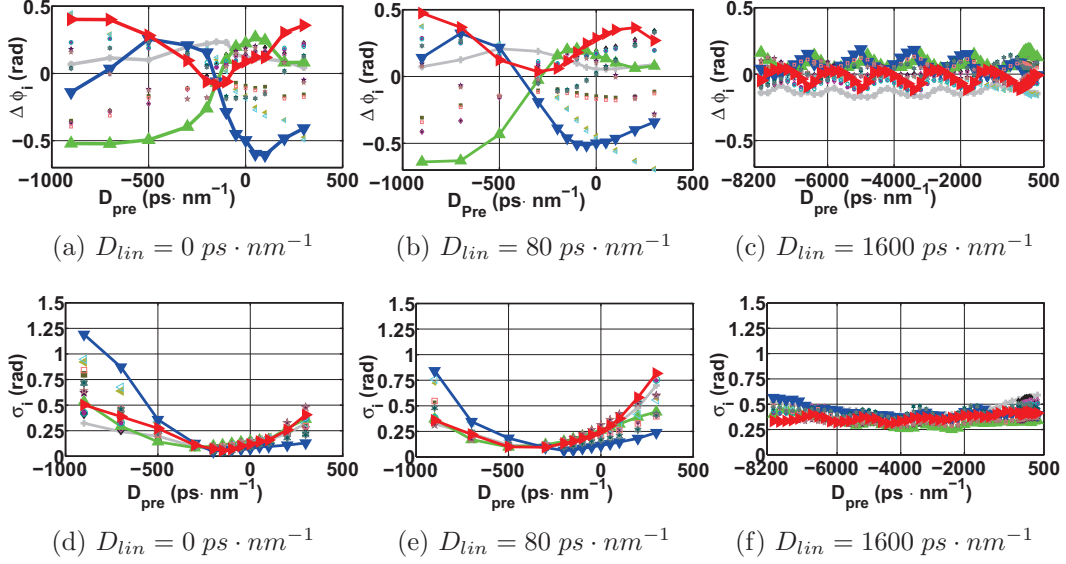 0.5
0
−0.5
Δ ϕi (rad)
−1000 −500 0 500
Dpre (ps· nm−1)
(a) Dlin = 0 ps · nm−1
0.5
0
−0.5
Δ ϕi (rad)
−1000 −500 0 500
Dpre (ps· nm−1)
(b) Dlin = 80 ps · nm−1
0.5
0
−0.5
Δ ϕi (rad)
−8200 −6000 −4000 −2000 500
Dpre (ps· nm−1)
(c) Dlin = 1600 ps · nm−1
1.5
1.25
1
0.75
0.5
0.25
0
σi (rad)
−1000 −500 0 500
Dpre (ps· nm−1)
(d) Dlin = 0 ps · nm−1
1.5
1.25
1
0.75
0.5
0.25
0
σi (rad)
−1000 −500 0 500
Dpre (ps· nm−1)
(e) Dlin = 80 ps · nm−1
1.5
1.25
1
0.75
0.5
0.25
0
σi (rad)
−8200 −6000 −4000 −2000 500
Dpre (ps· nm−1)
(f) Dlin = 1600 ps · nm−1